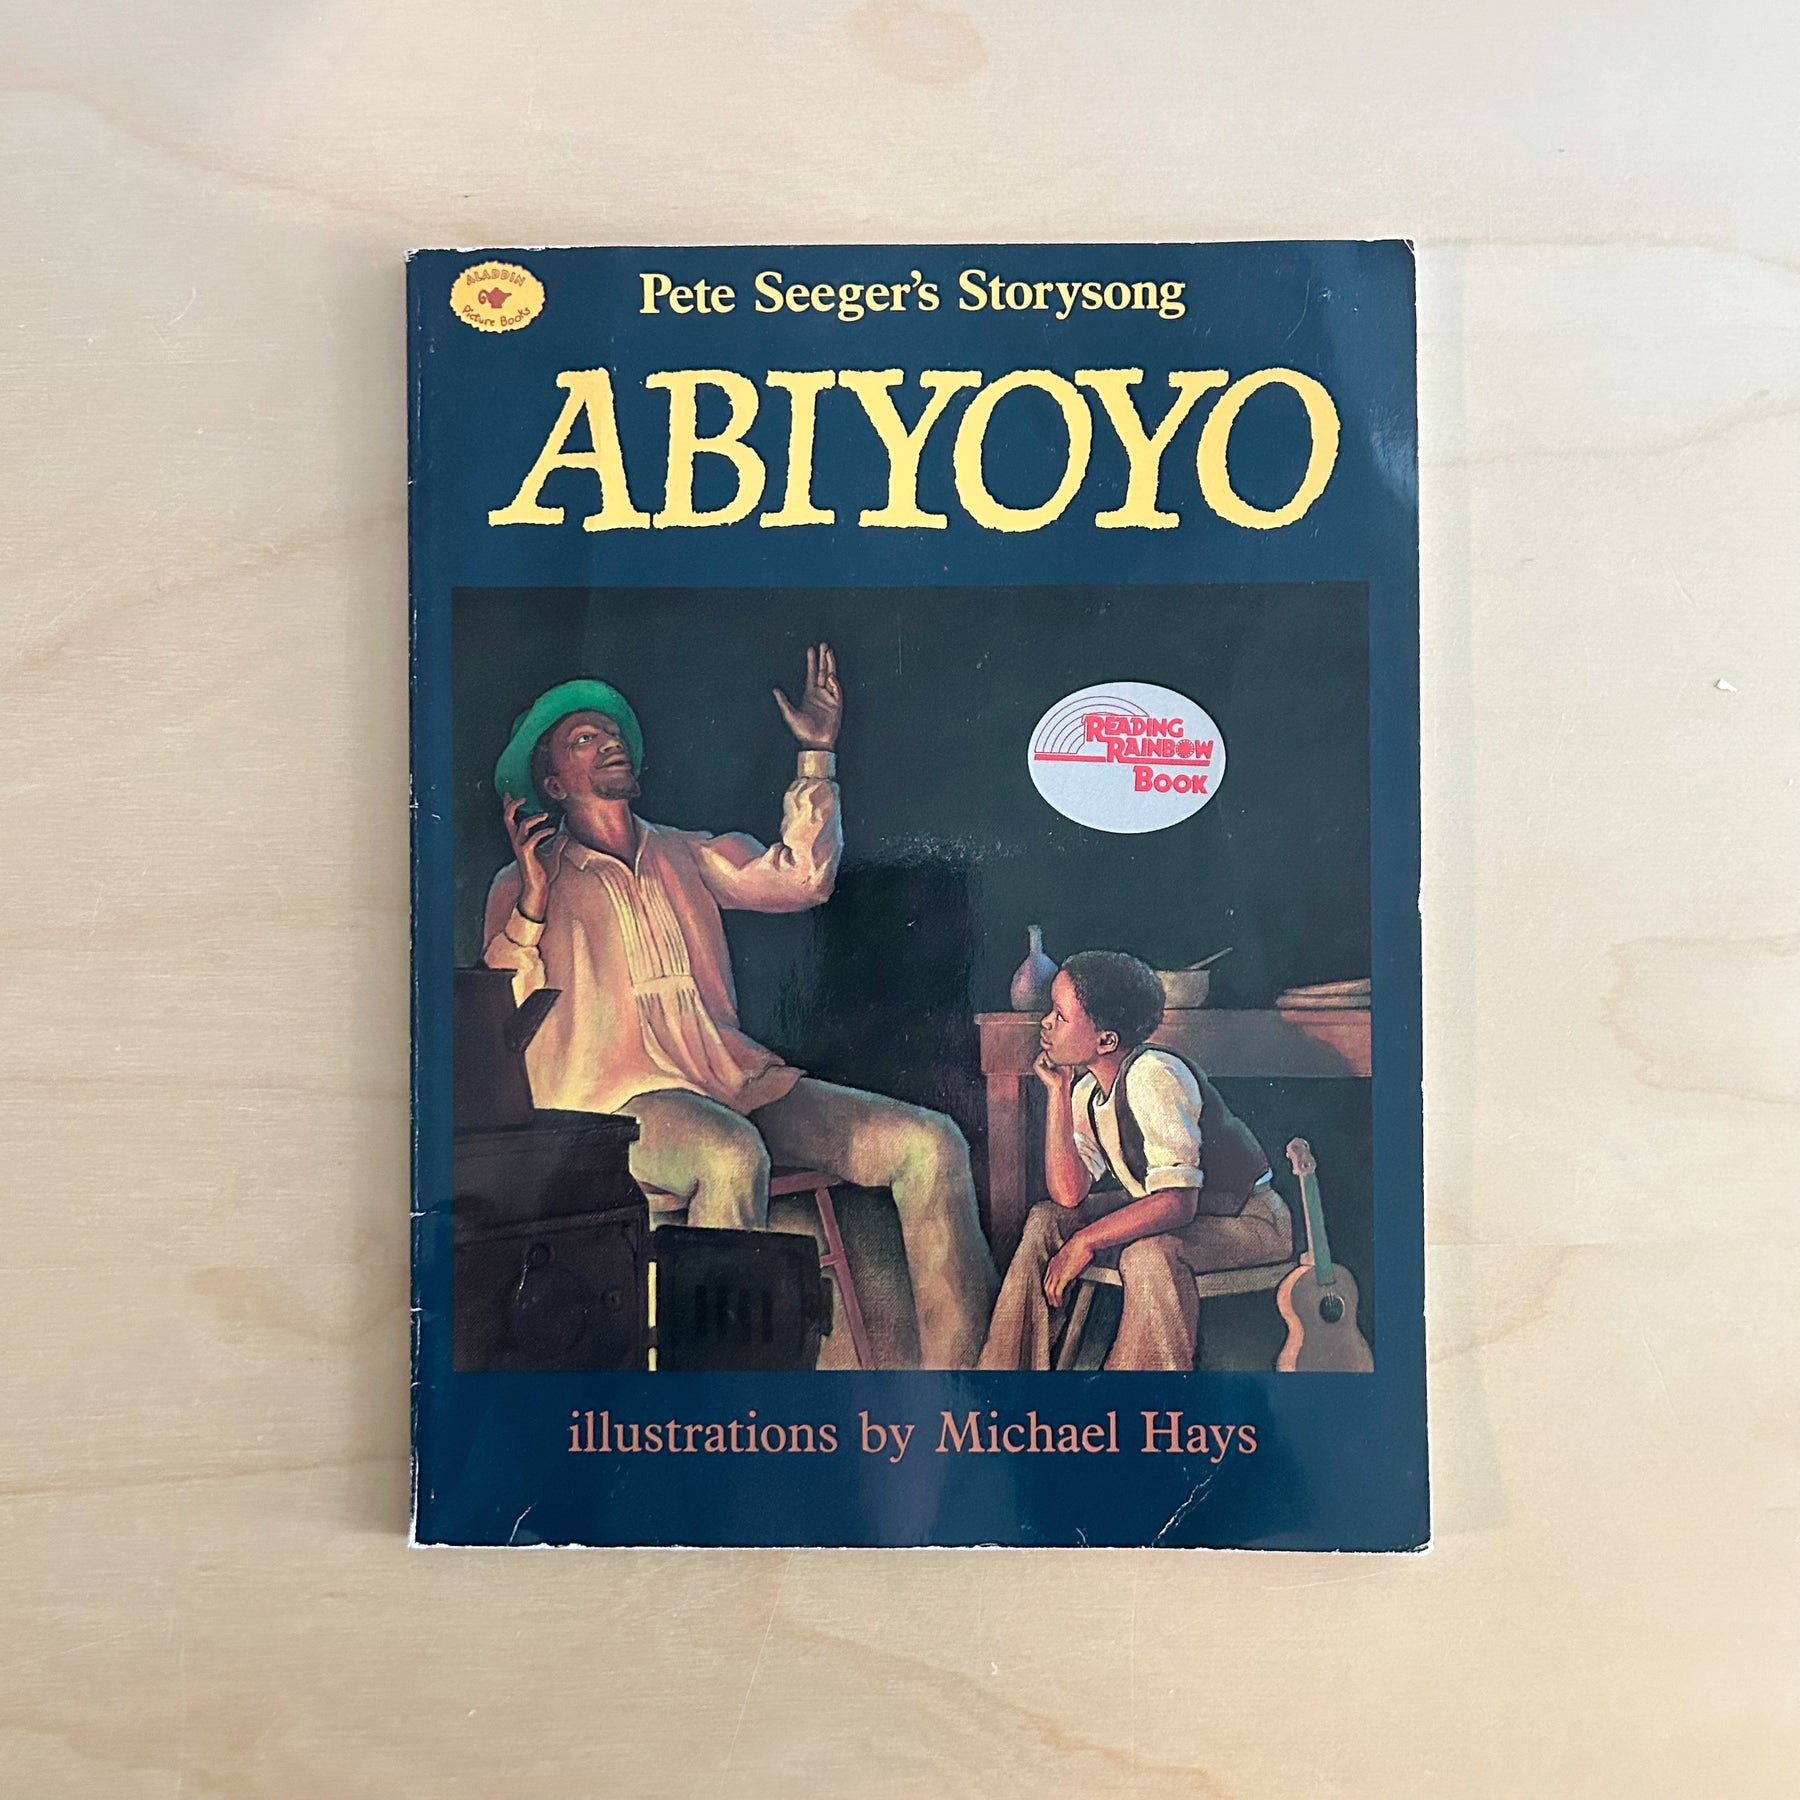 ALADDIN
Picture Books
Pete Seeger's Storysong
ABIYOYO
READING
RAINBOW
BOOK
illustrations by Michael Hays